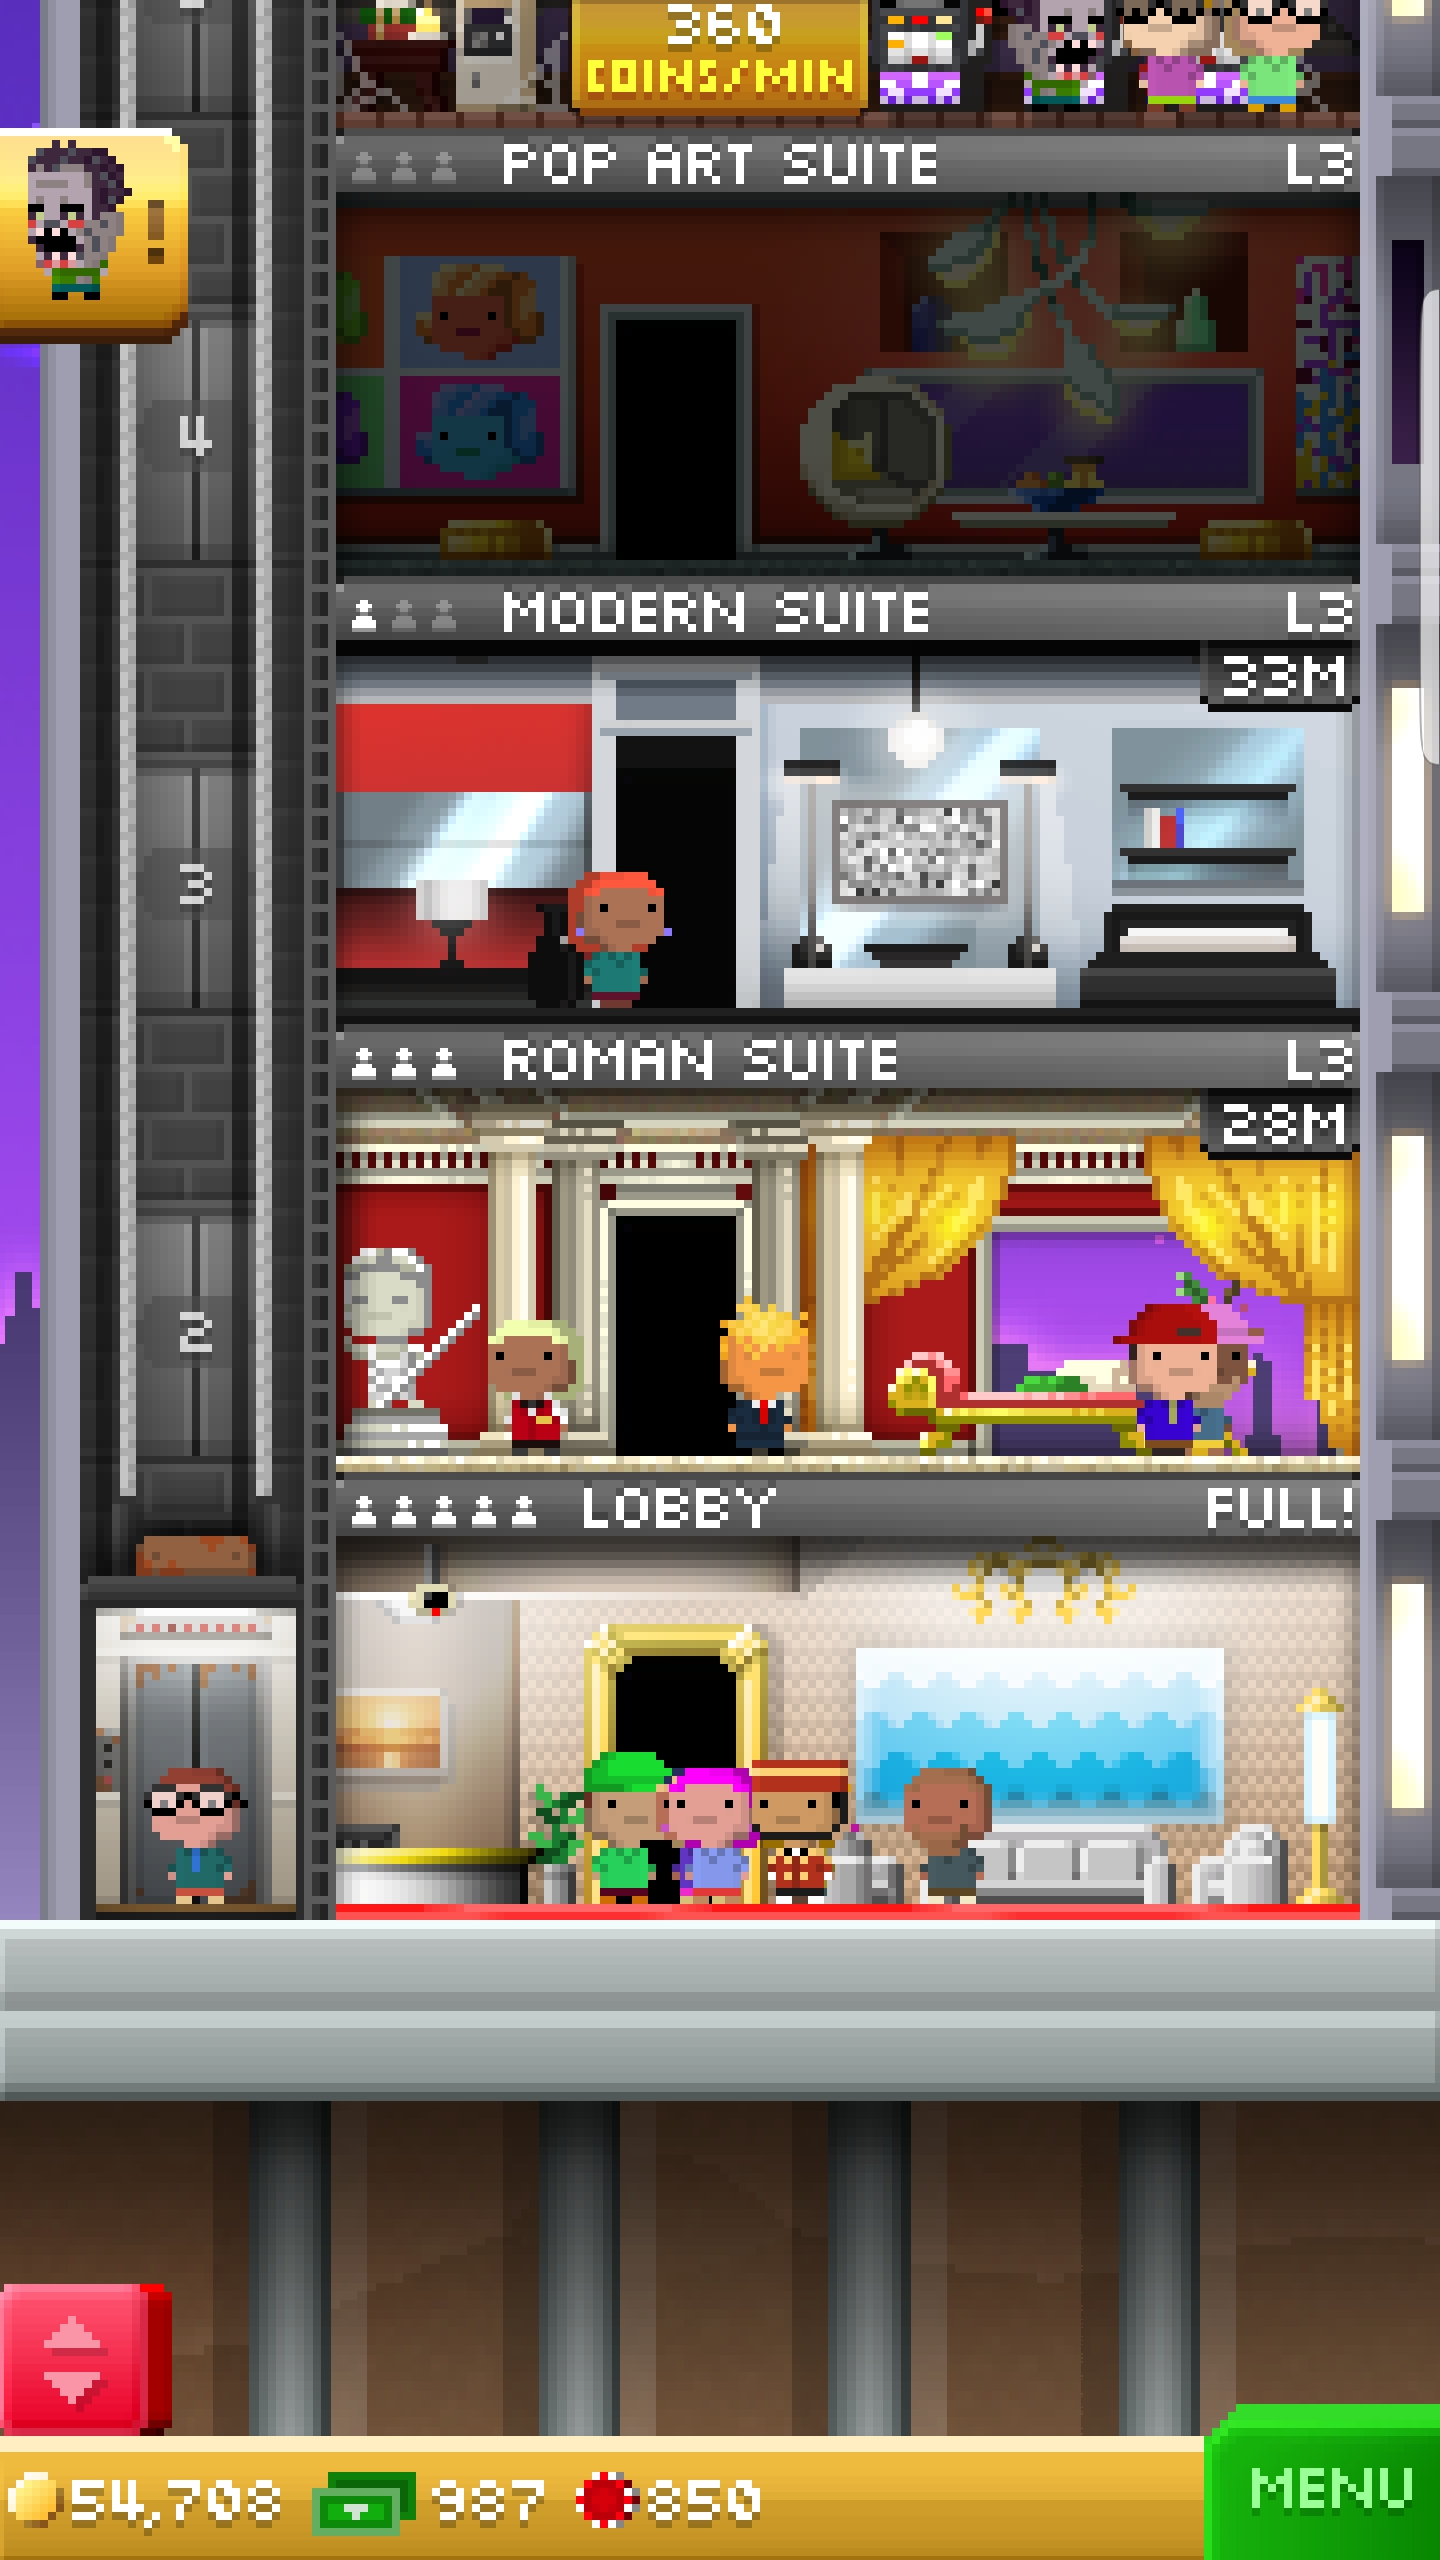 360
COINS/MIN
POP ART SUITE L3
!
4
MODERN SUITE L3
33M
3
ROMAN SUITE L3
28M
2
LOBBY FULL!
54,708 987 850
MENU